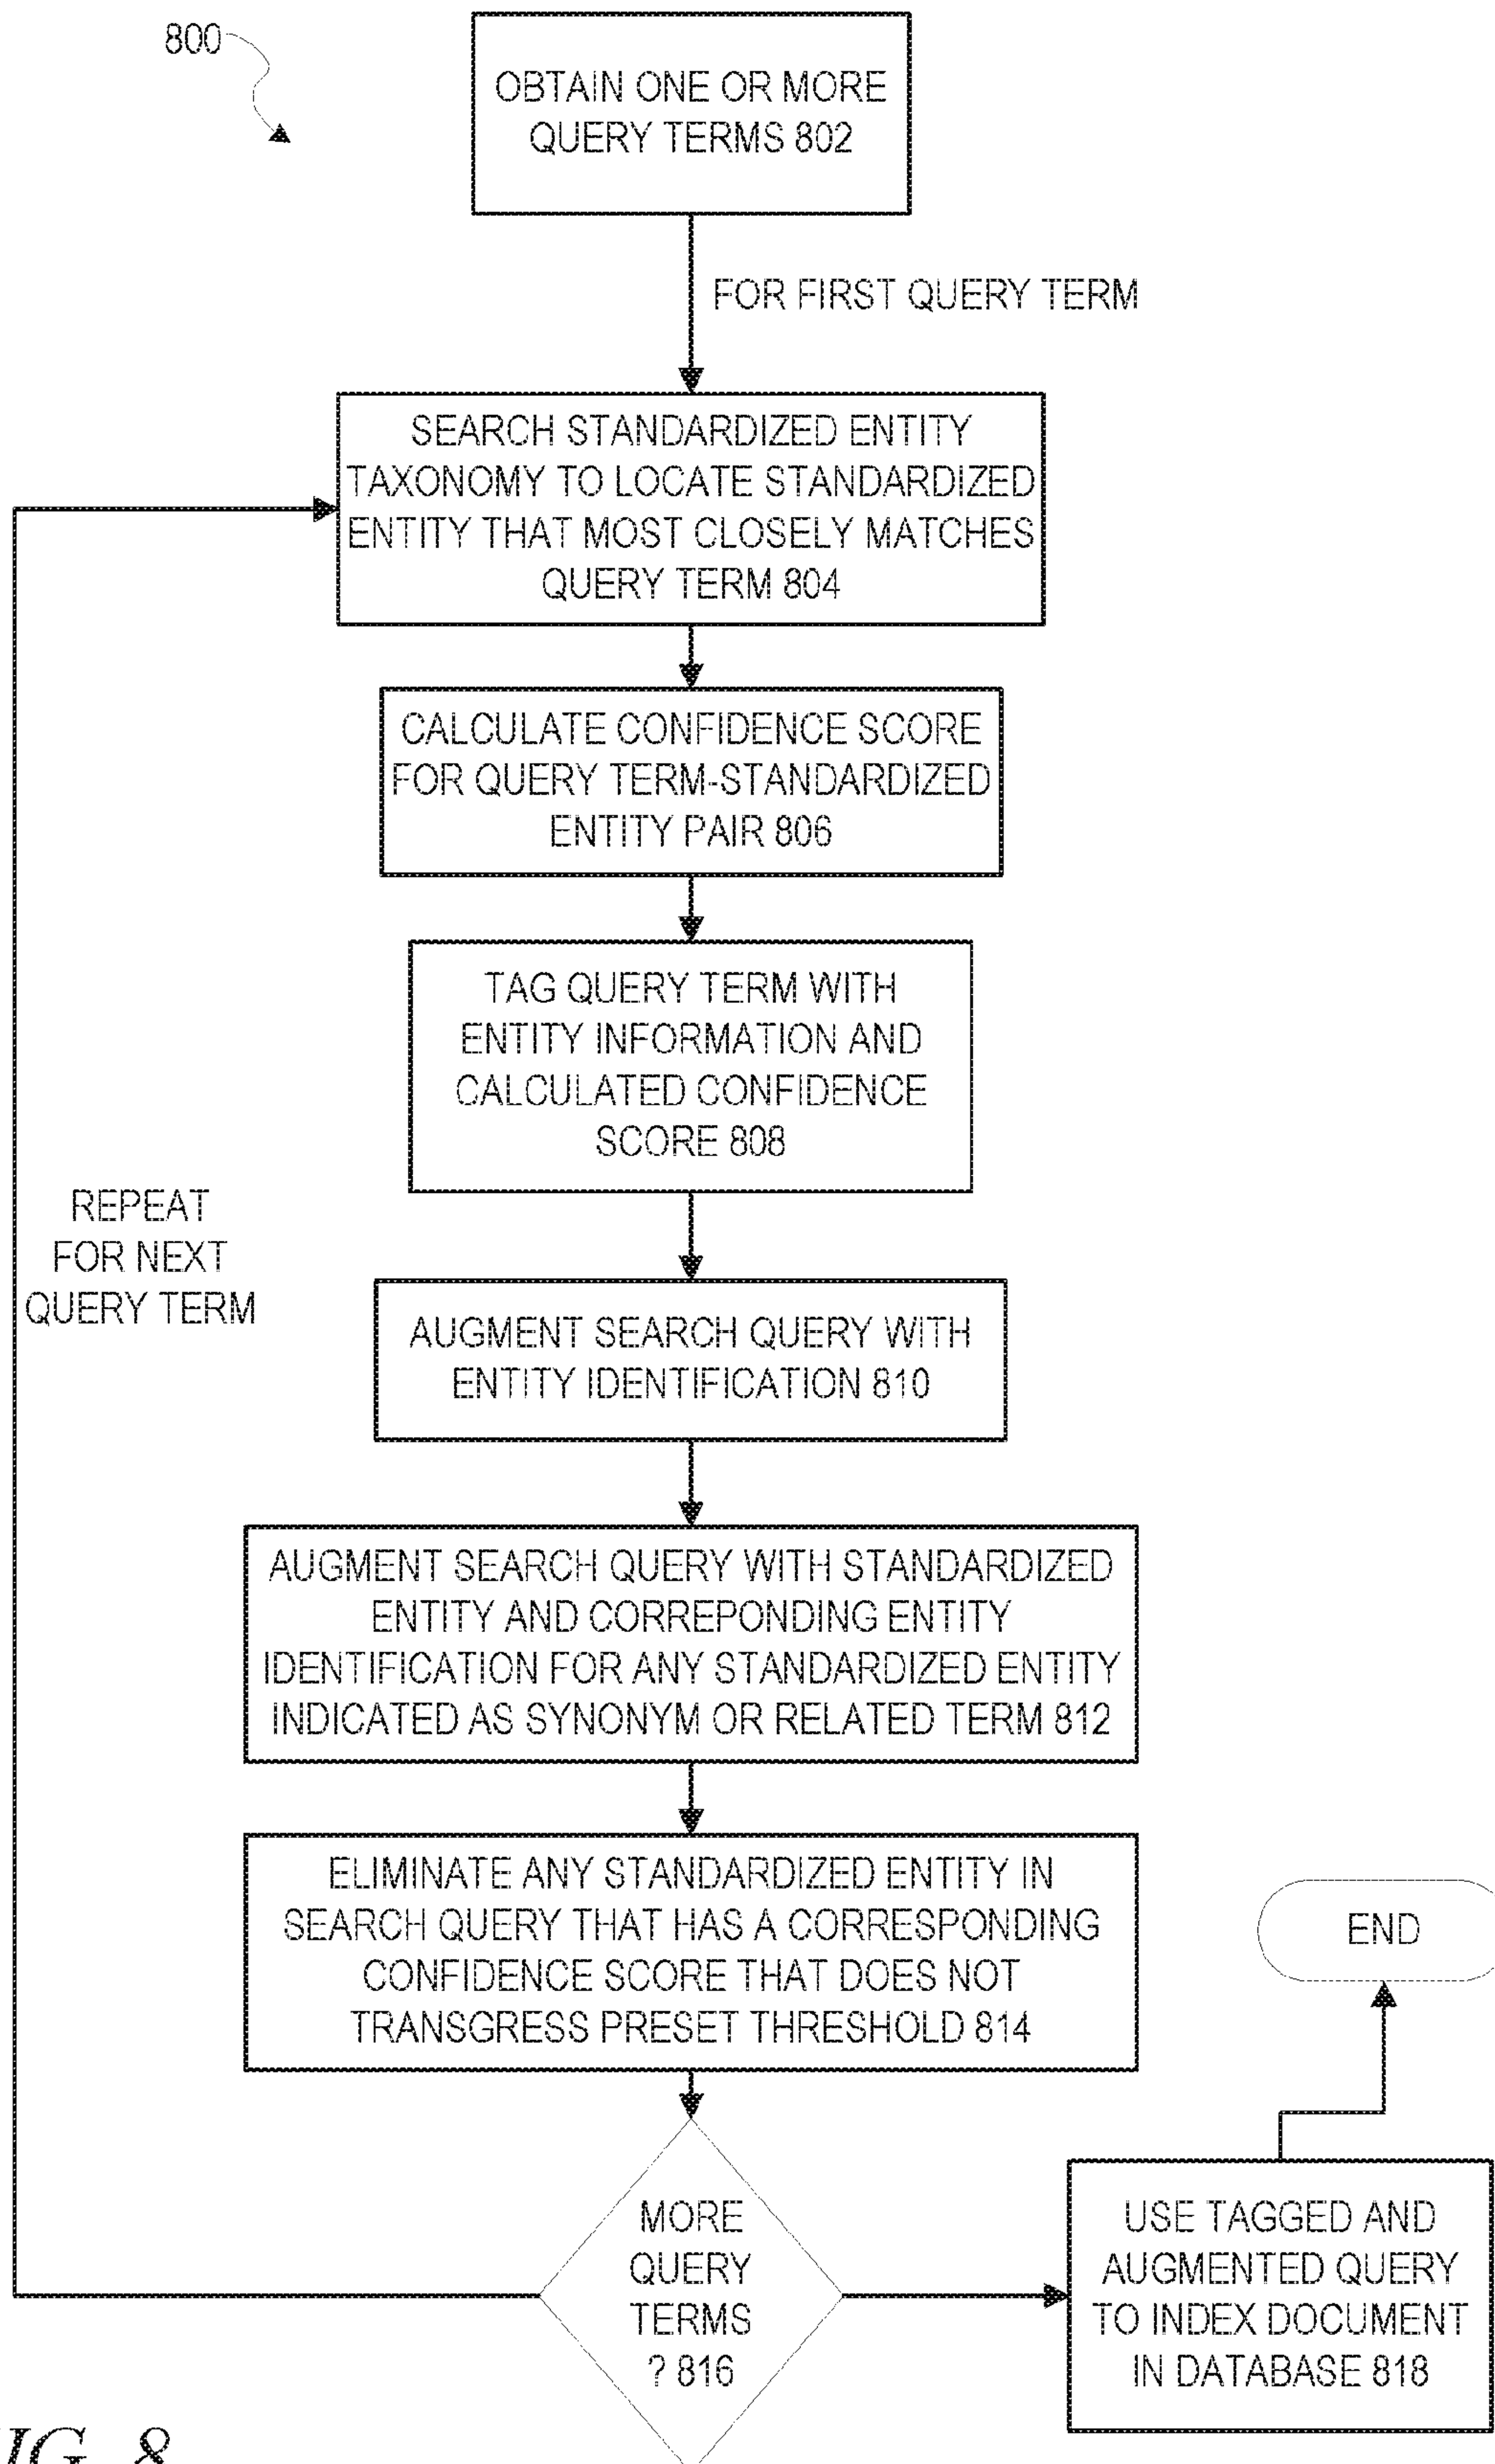 800
OBTAIN ONE OR MORE
QUERY TERMS 802
FOR FIRST QUERY TERM
SEARCH STANDARDIZED ENTITY
TAXONOMY TO LOCATE STANDARDIZED
ENTITY THAT MOST CLOSELY MATCHES
QUERY TERM 804
CALCULATE CONFIDENCE SCORE
FOR QUERY TERM-STANDARDIZED
ENTITY PAIR 806
TAG QUERY TERM WITH
ENTITY INFORMATION AND
CALCULATED CONFIDENCE
SCORE 808
REPEAT
FOR NEXT
QUERY TERM
AUGMENT SEARCH QUERY WITH
ENTITY IDENTIFICATION 810
AUGMENT SEARCH QUERY WITH STANDARDIZED
ENTITY AND CORREPONDING ENTITY
IDENTIFICATION FOR ANY STANDARDIZED ENTITY
INDICATED AS SYNONYM OR RELATED TERM 812
ELIMINATE ANY STANDARDIZED ENTITY IN
SEARCH QUERY THAT HAS A CORRESPONDING
CONFIDENCE SCORE THAT DOES NOT
TRANSGRESS PRESET THRESHOLD 814
END
MORE
QUERY
TERMS
? 816
USE TAGGED AND
AUGMENTED QUERY
TO INDEX DOCUMENT
IN DATABASE 818
8